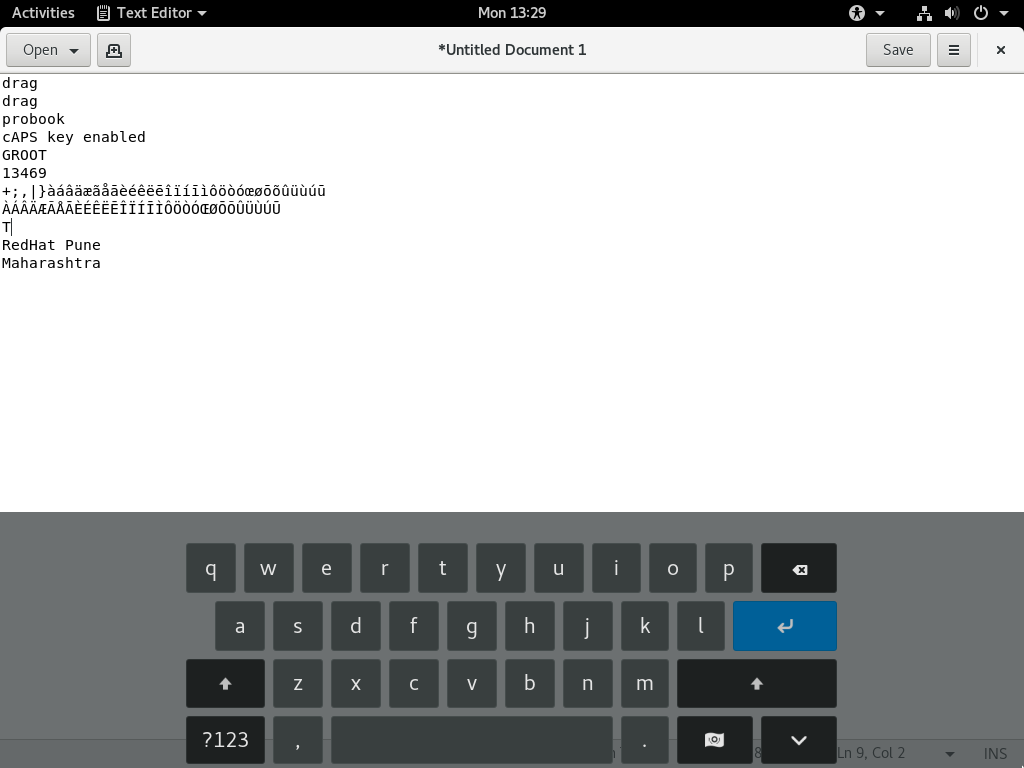 Activities Text Editor Mon 13:29
Open *Untitled Document 1 Save
drag
drag
probook
cAPS key enabled
GROOT
13469
+;,|}àáâäæãåāèéêëēîïíīìôöòóœøōõûüùúū
ÀÁÂÄÆÃÅĀÈÉÊËĒÎÏÍĪÌÔÖÒÓŒØŌÕÛÜÙÚŪ
T
RedHat Pune
Maharashtra
q w e r t y u i o p
a s d f g h j k l
z x c v b n m
?123 , .
Ln 9, Col 2 INS